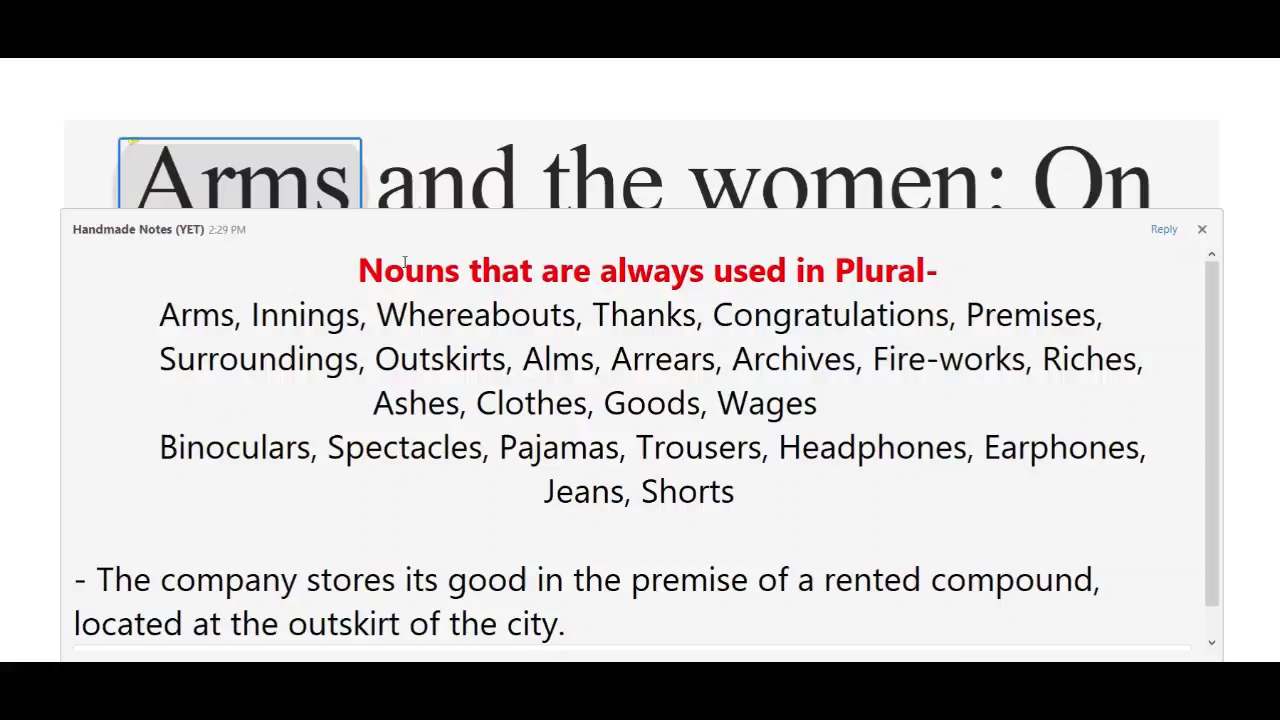 Arms and the women: On
Handmade Notes (YET) 2:29 PM
Reply
Nouns that are always used in Plural-
Arms, Innings, Whereabouts, Thanks, Congratulations, Premises,
Surroundings, Outskirts, Alms, Arrears, Archives, Fire-works, Riches,
Ashes, Clothes, Goods, Wages
Binoculars, Spectacles, Pajamas, Trousers, Headphones, Earphones,
Jeans, Shorts
- The company stores its good in the premise of a rented compound,
located at the outskirt of the city.